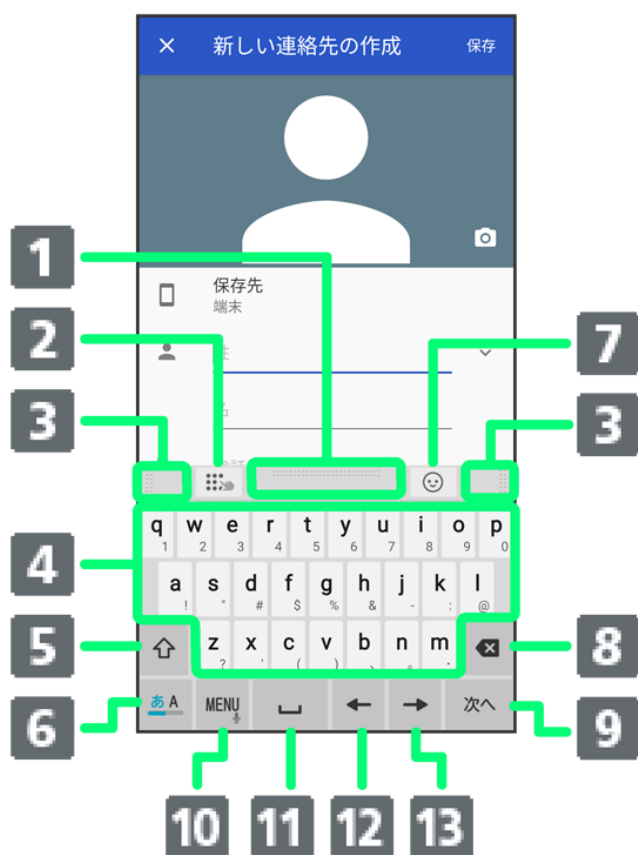 新しい連絡先の作成 保存
1
保存先
端末
2
7
3
3
q w e r t y u i o p
1 2 3 4 5 6 7 8 9 0
4
a s d f g h j k l
! " # $ % & - : @
5
z x c v b n m
? ' ( ) 、 。 ・
8
6
あA MENU 次へ
9
10 11 12 13